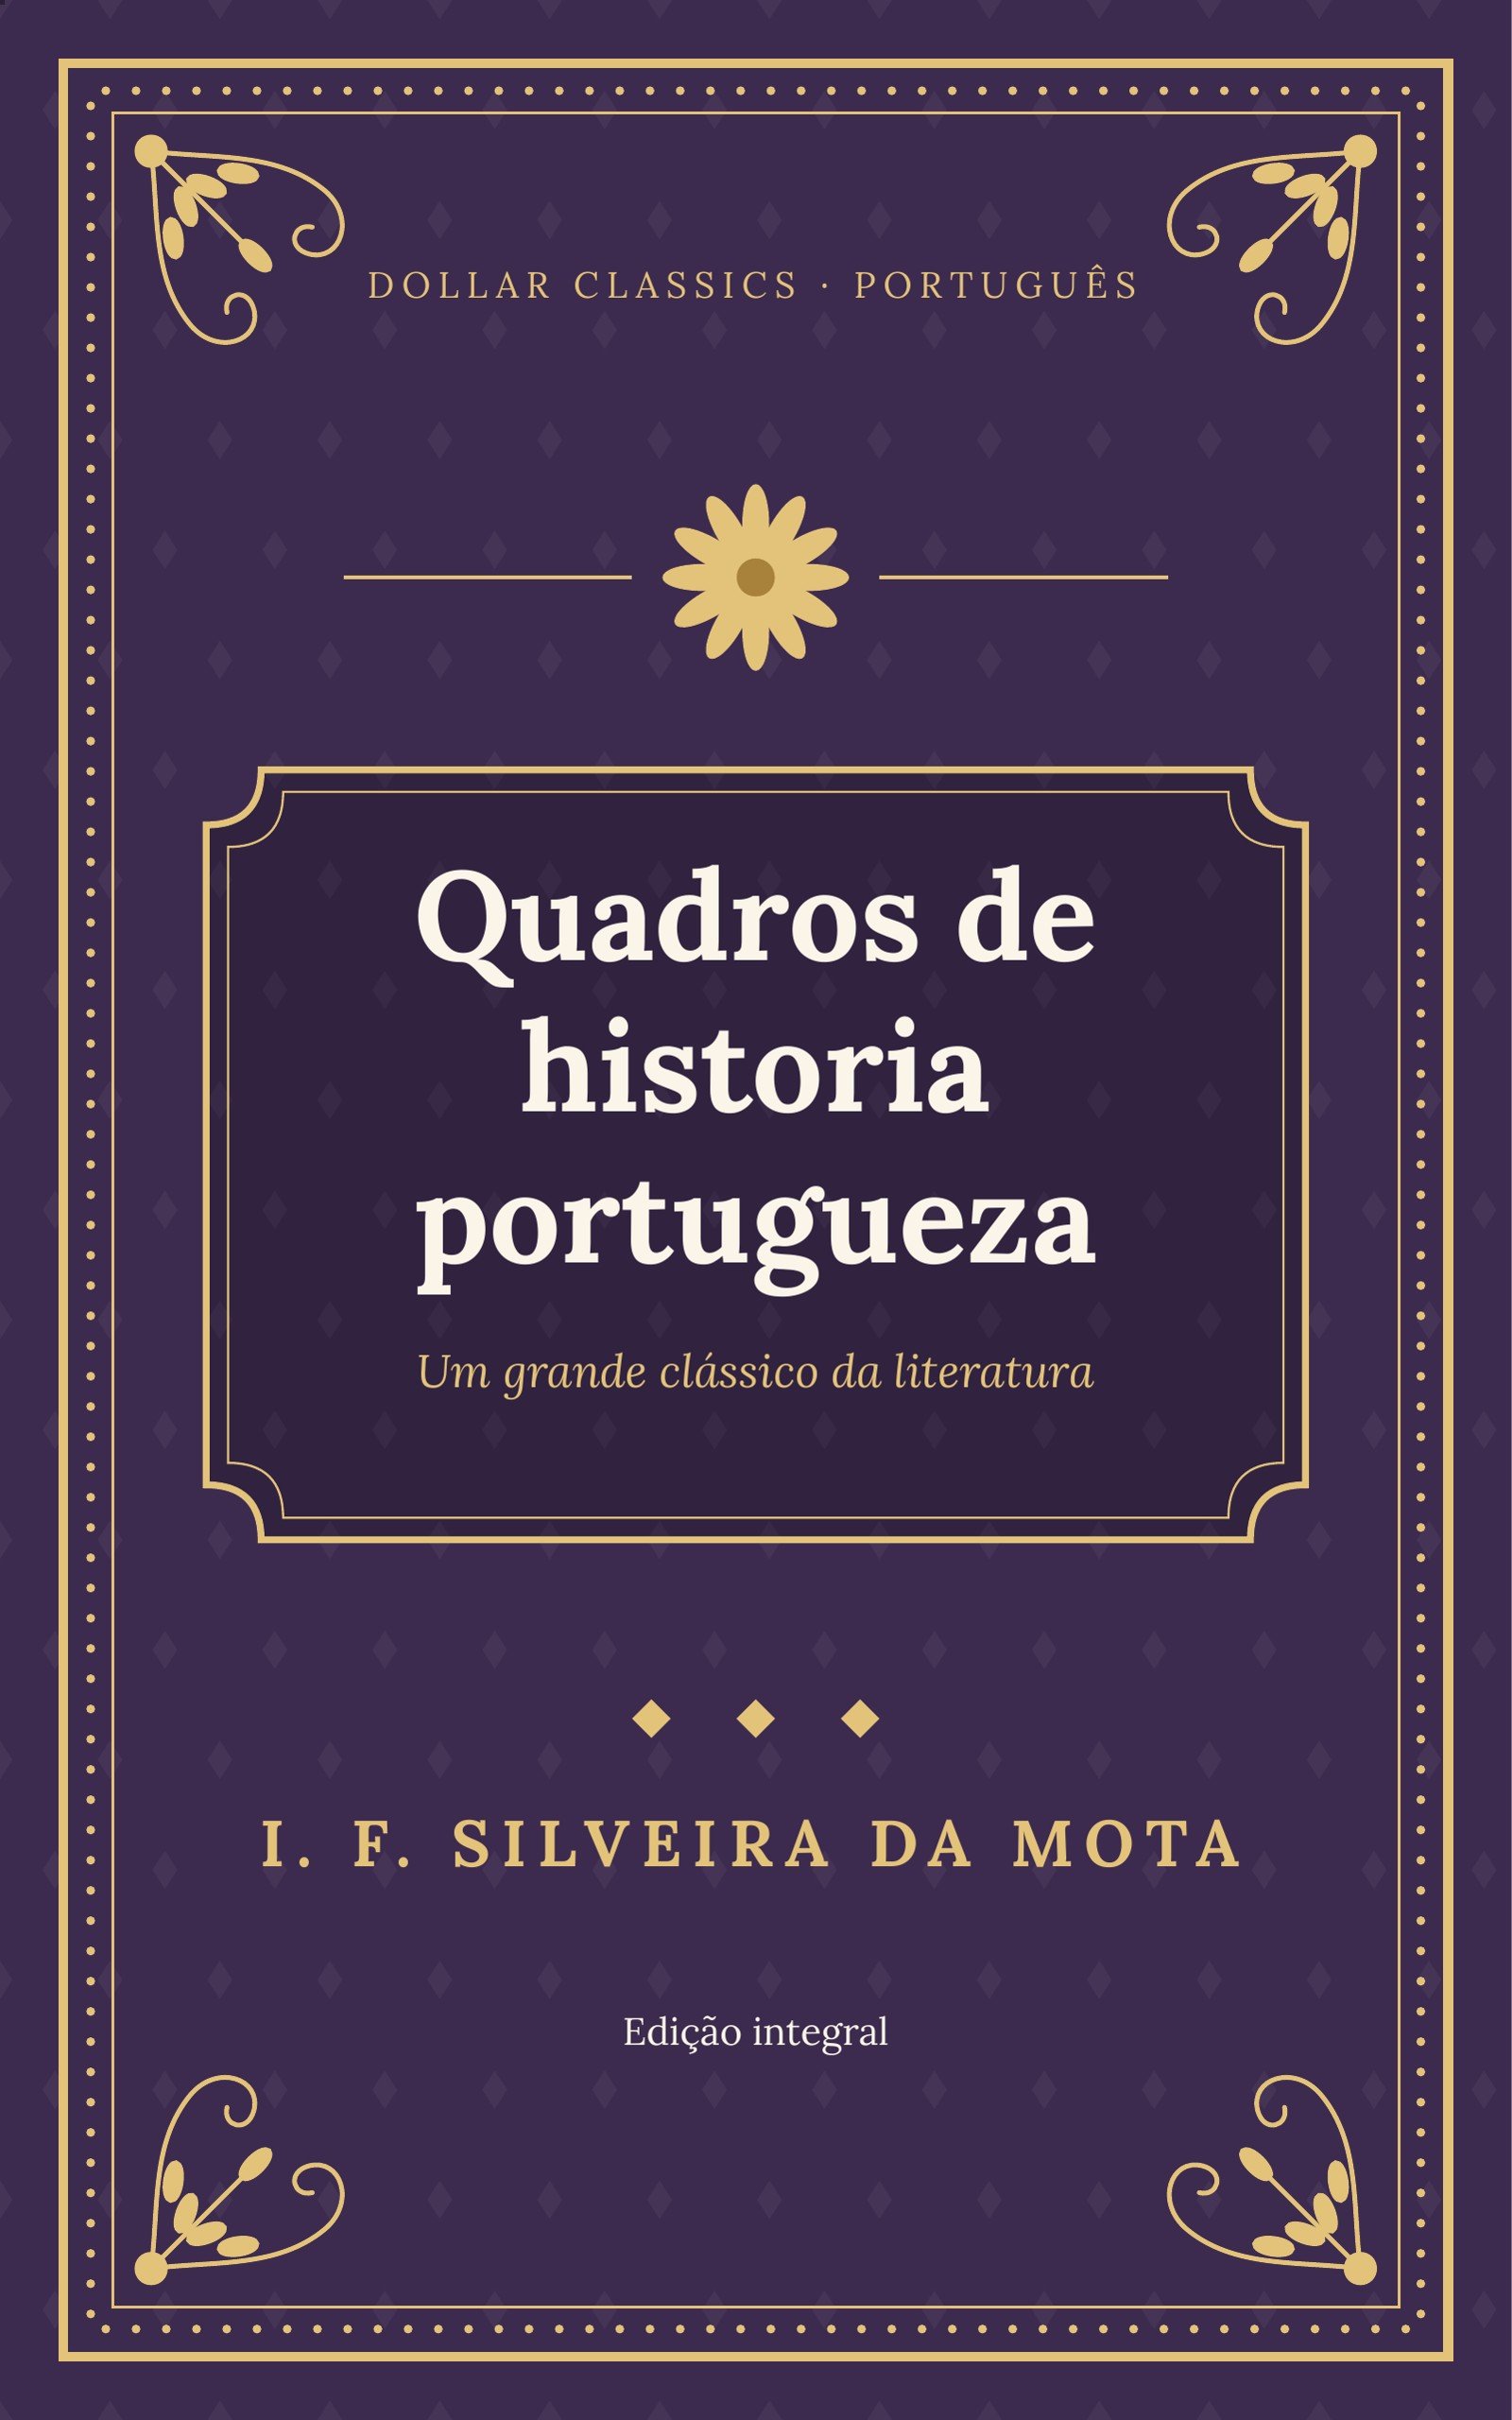 DOLLAR CLASSICS · PORTUGUÊS
Quadros de
historia
portugueza
Um grande clássico da literatura
I. F. SILVEIRA DA MOTA
Edição integral